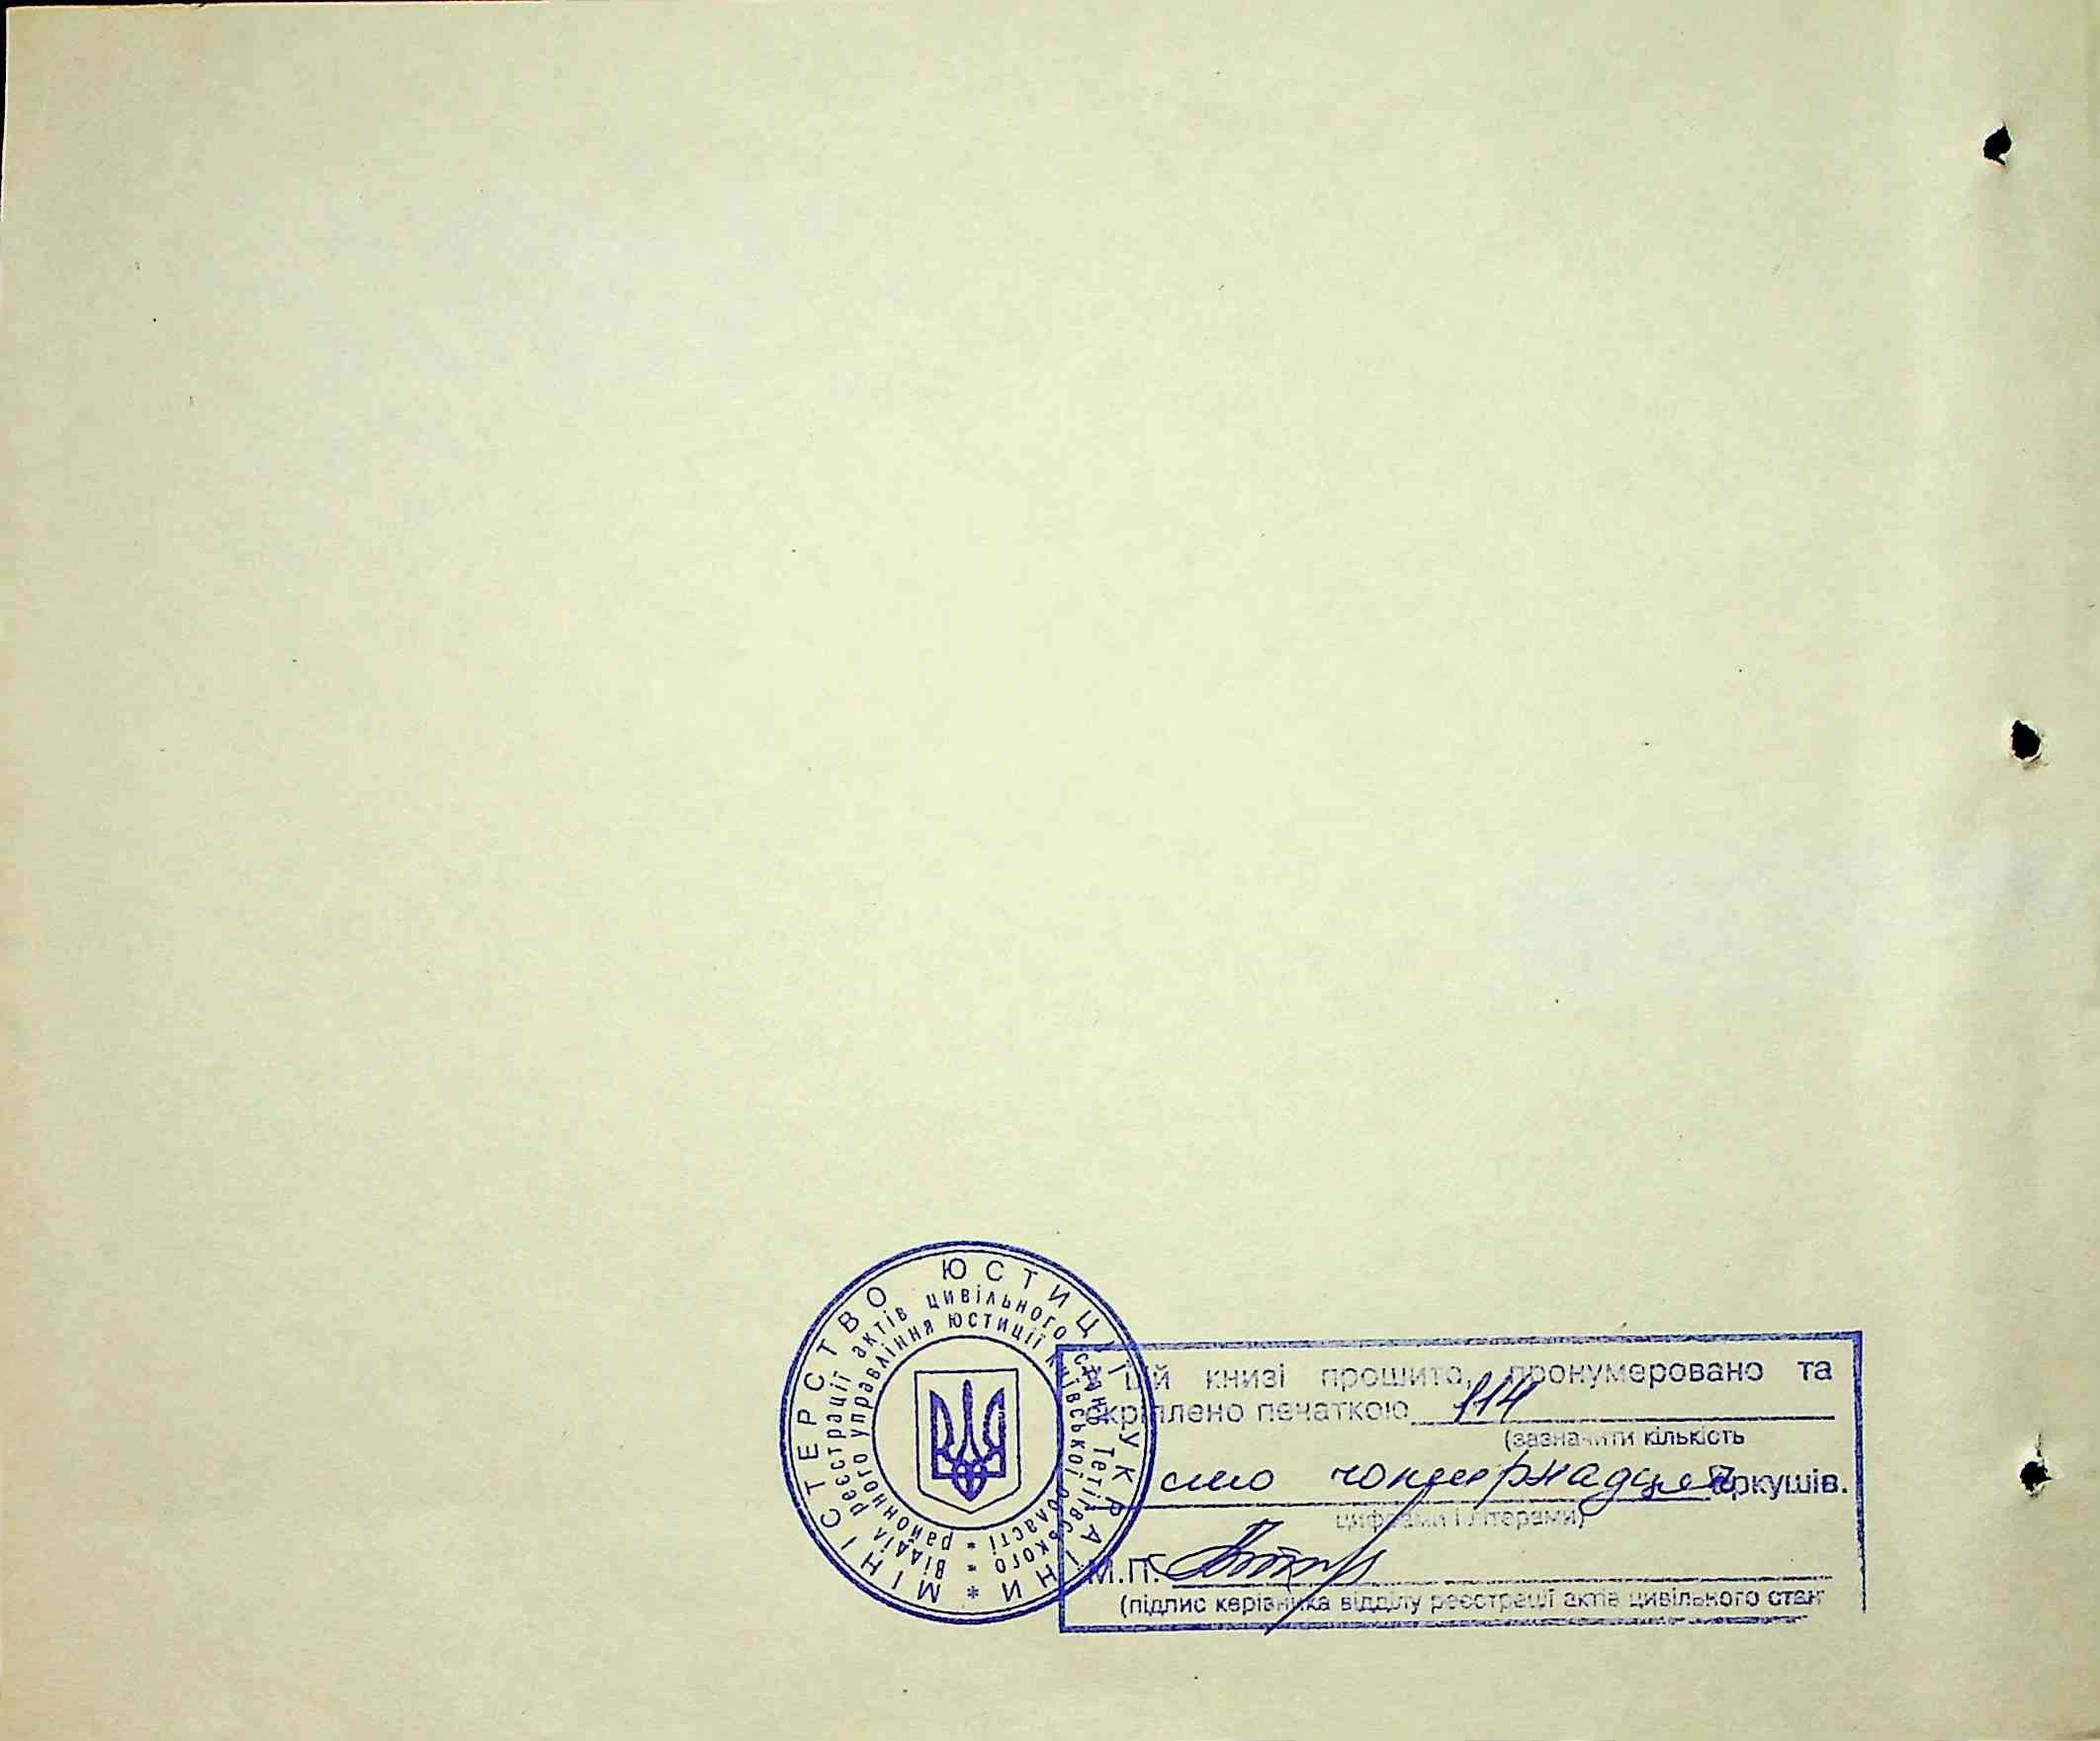 МІНІСТЕРСТВО ЮСТИЦІЇ УКРАЇНИ *
Відділ реєстрації актів цивільного стану Тетіївського *
районного управління юстиції Київської області *
У цій книзі прошито, пронумеровано та
скріплено печаткою 114
(зазначити кількість
сто чотирнадцять аркушів.
цифрами і літерами)
М.П.
(підпис керівника відділу реєстрації актів цивільного стан